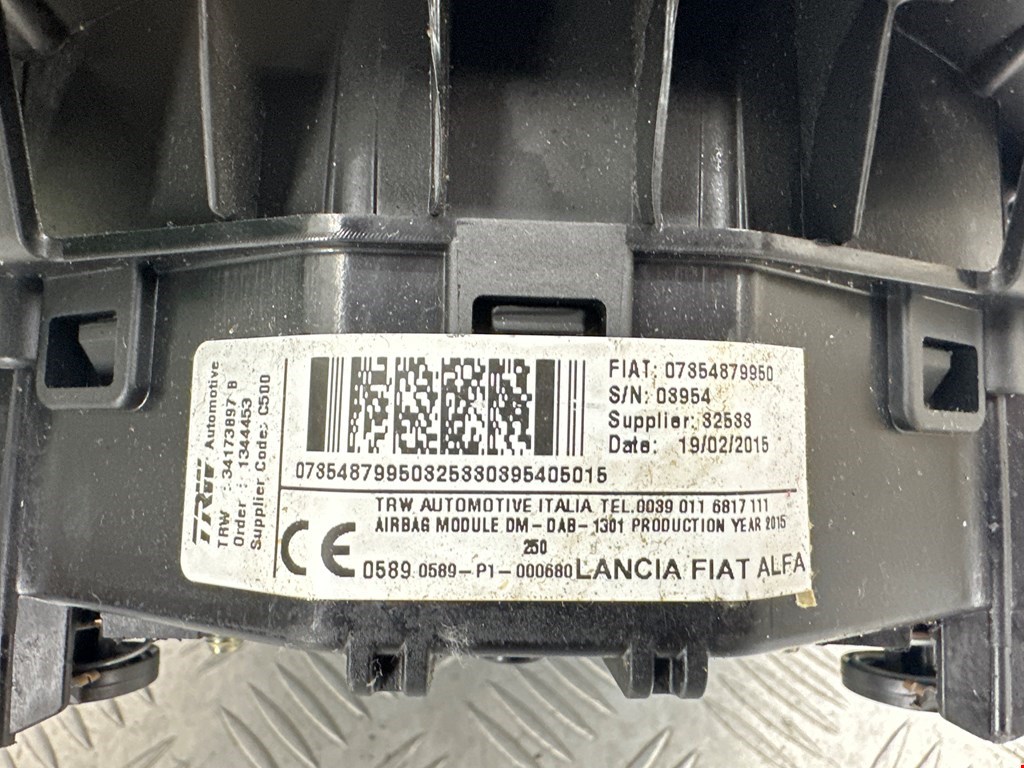 TRW Automotive
TRW : 34173897 B
Order : 1344453
Supplier Code: C500
FIAT: 07354879950
S/N: 03954
Supplier: 32533
Date: 19/02/2015
07354879950325330395405015
TRW AUTOMOTIVE ITALIA TEL.0039 011 6817 111
AIRBAG MODULE DM-DAB-1301 PRODUCTION YEAR 2015
250
CE 0589 0589-P1-000680 LANCIA FIAT ALFA